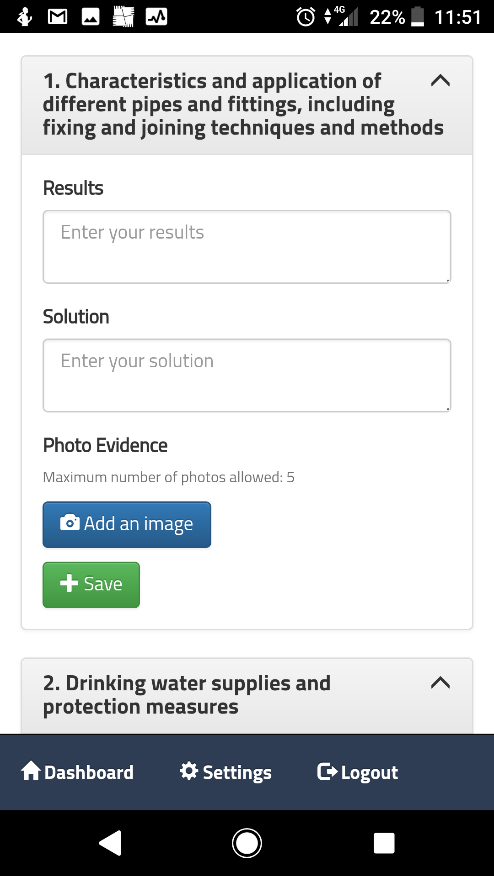 4G 22% 11:51
1. Characteristics and application of
different pipes and fittings, including
fixing and joining techniques and methods
Results
Enter your results
Solution
Enter your solution
Photo Evidence
Maximum number of photos allowed: 5
Add an image
Save
2. Drinking water supplies and
protection measures
Dashboard Settings Logout